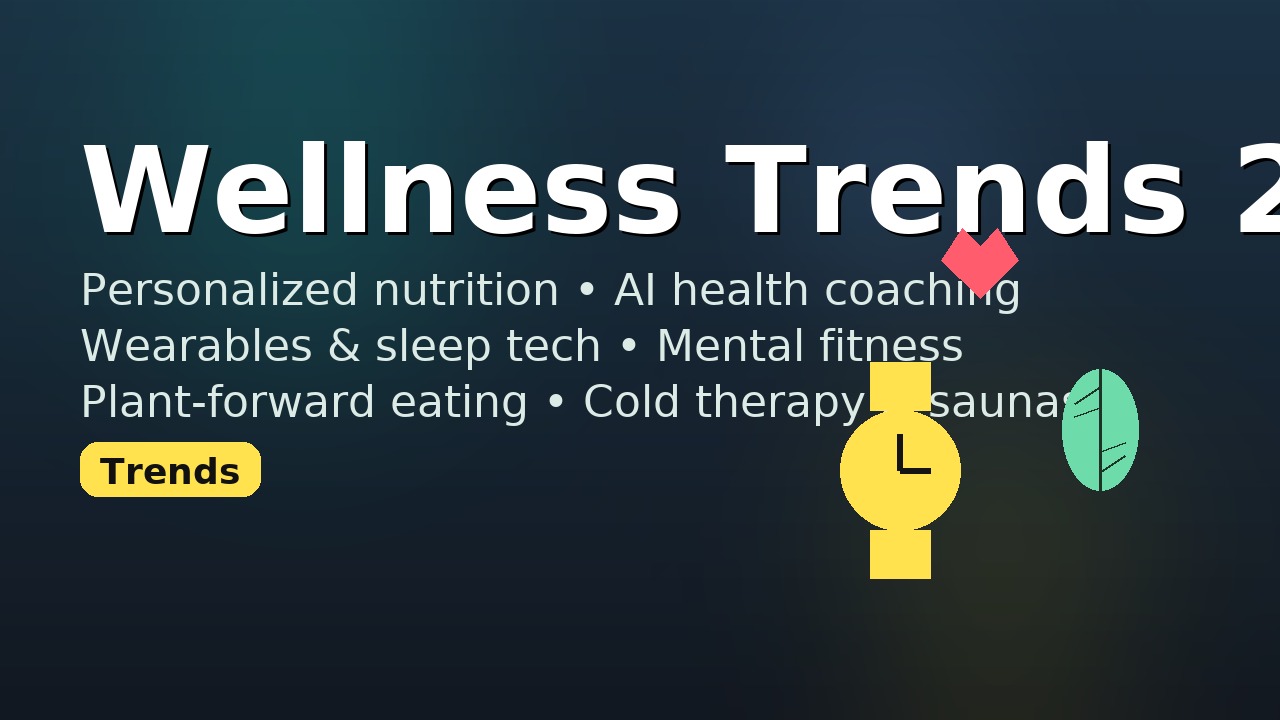 Wellness Trends 2
Personalized nutrition • AI health coaching
Wearables & sleep tech • Mental fitness
Plant-forward eating • Cold therapy saunas
Trends